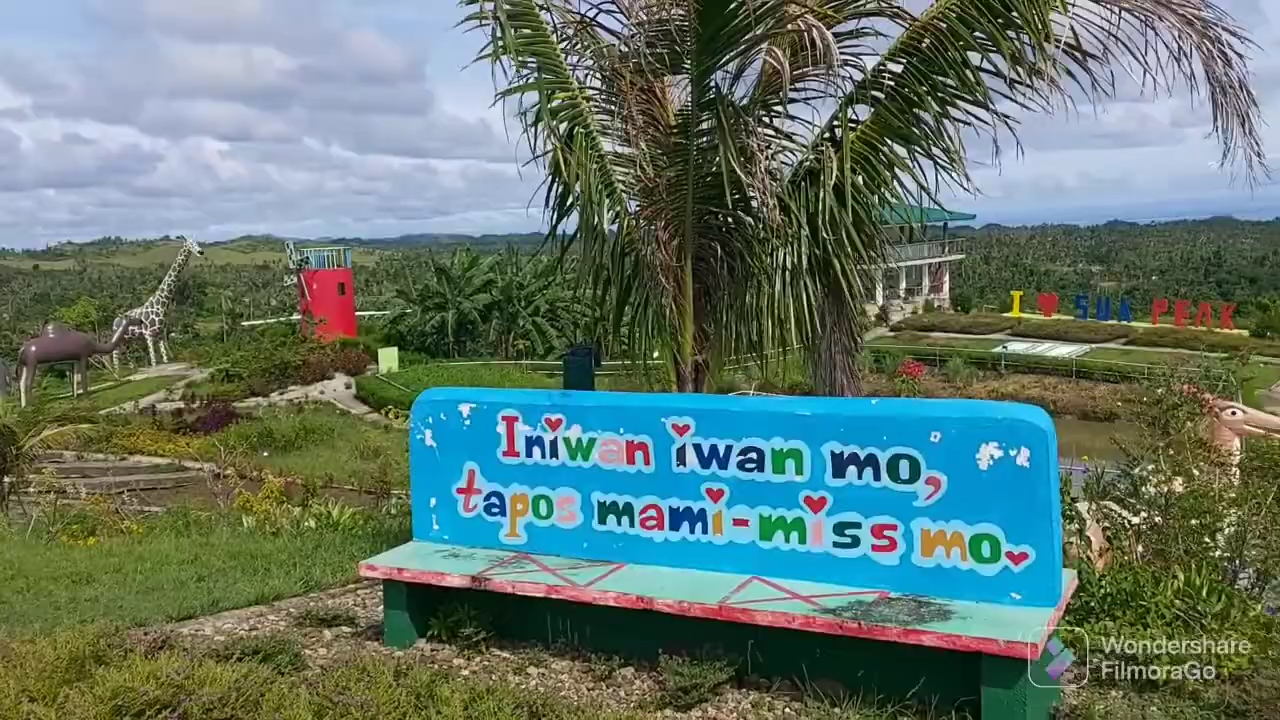 I ❤ SUA PEAK
Iniwan iwan mo,
tapos mami-miss mo.
Wondershare
FilmoraGo